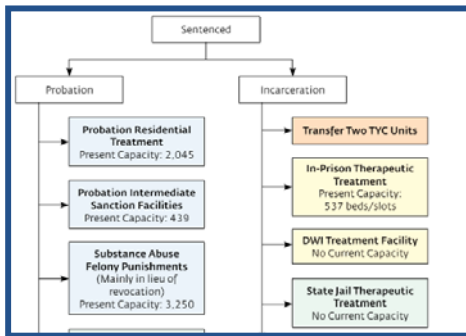 Sentenced
Probation
Incarceration
Probation Residential
Treatment
Present Capacity: 2,045
Probation Intermediate
Sanction Facilities
Present Capacity: 439
Substance Abuse
Felony Punishments
(Mainly in lieu of
revocation)
Present Capacity: 3,250
Transfer Two TYC Units
In-Prison Therapeutic
Treatment
Present Capacity:
537 beds/slots
DWI Treatment Facility
No Current Capacity
State Jail Therapeutic
Treatment
No Current Capacity